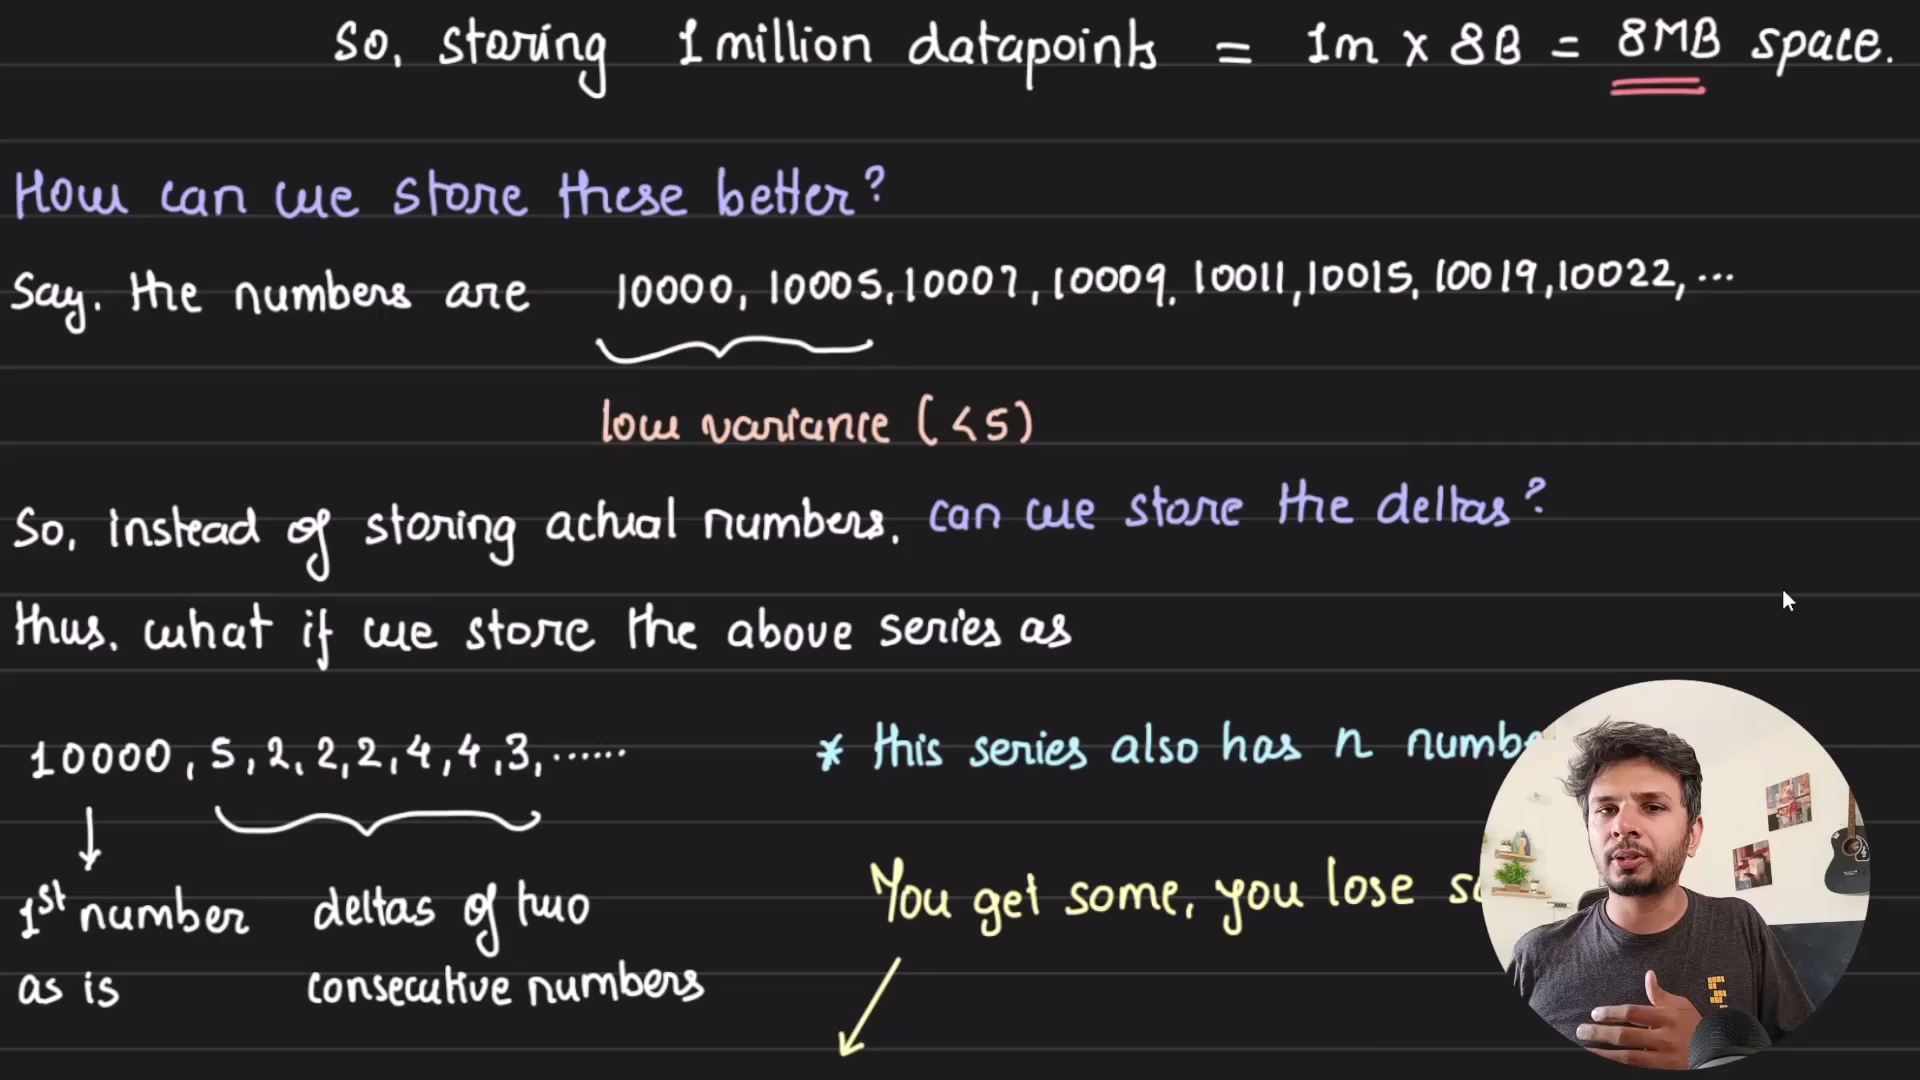 So, storing 1 million datapoints = 1m x 8B = 8MB space.
How can we store these better?
Say, the numbers are 10000, 10005, 10007, 10009, 10011, 10015, 10019, 10022, ...
low variance (<5)
So, instead of storing actual numbers, can we store the deltas?
thus, what if we store the above series as
10000, 5, 2, 2, 2, 4, 4, 3, ......
* this series also has n
1st number as is
deltas of two consecutive numbers
You get some, you lose